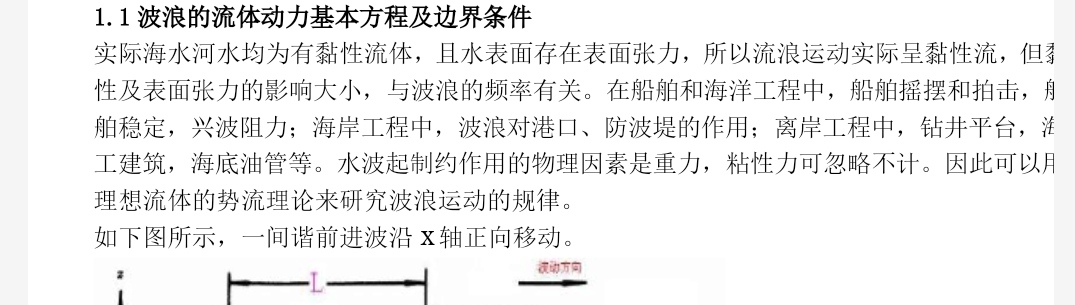 1.1 波浪的流体动力基本方程及边界条件
实际海水河水均为有黏性流体，且水表面存在表面张力，所以流浪运动实际呈黏性流，但黏
性及表面张力的影响大小，与波浪的频率有关。在船舶和海洋工程中，船舶摇摆和拍击，船
舶稳定，兴波阻力；海岸工程中，波浪对港口、防波堤的作用；离岸工程中，钻井平台，海
工建筑，海底油管等。水波起制约作用的物理因素是重力，粘性力可忽略不计。因此可以用
理想流体的势流理论来研究波浪运动的规律。
如下图所示，一间谐前进波沿 x 轴正向移动。
波动方向
z
L